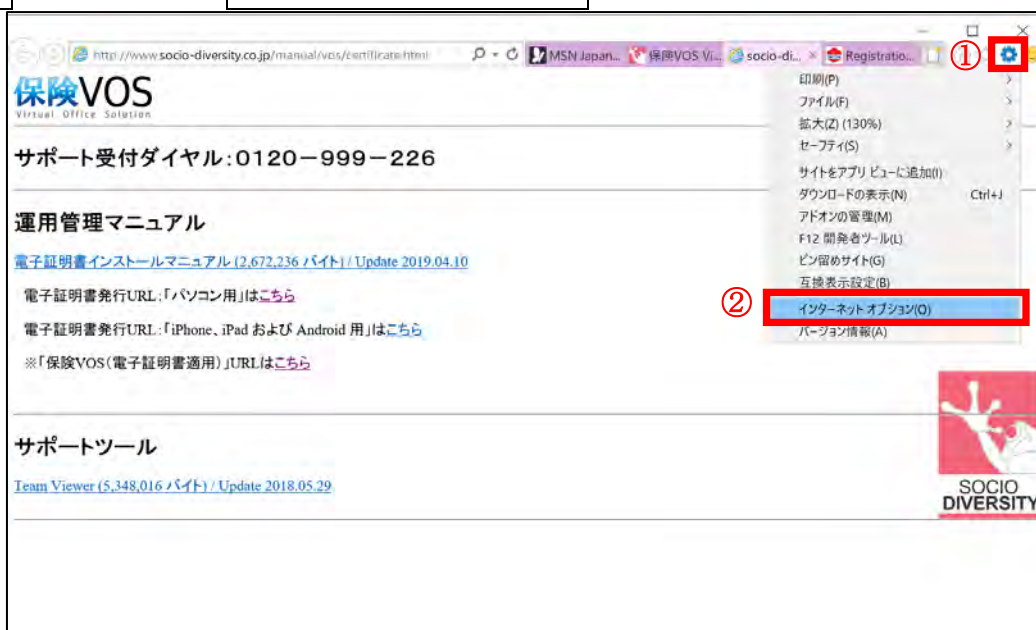 http://www.socio-diversity.co.jp/manual/vos/certificate.html
MSN Japan...
保険VOS Vi...
socio-di...
Registratio...
①
保険VOS
Virtual Office Solution
印刷(P)
ファイル(F)
拡大(Z) (130%)
セーフティ(S)
サイトをアプリ ビューに追加(I)
ダウンロードの表示(N) Ctrl+J
アドオンの管理(M)
F12 開発者ツール(L)
ピン留めサイト(G)
互換表示設定(B)
②
インターネット オプション(O)
バージョン情報(A)
サポート受付ダイヤル:0120-999-226
運用管理マニュアル
電子証明書インストールマニュアル (2,672,236 バイト) / Update 2019.04.10
電子証明書発行URL:「パソコン用」はこちら
電子証明書発行URL:「iPhone、iPad および Android 用」はこちら
※「保険VOS(電子証明書適用)」URLはこちら
サポートツール
Team Viewer (5,348,016 バイト) / Update 2018.05.29
SOCIO
DIVERSITY